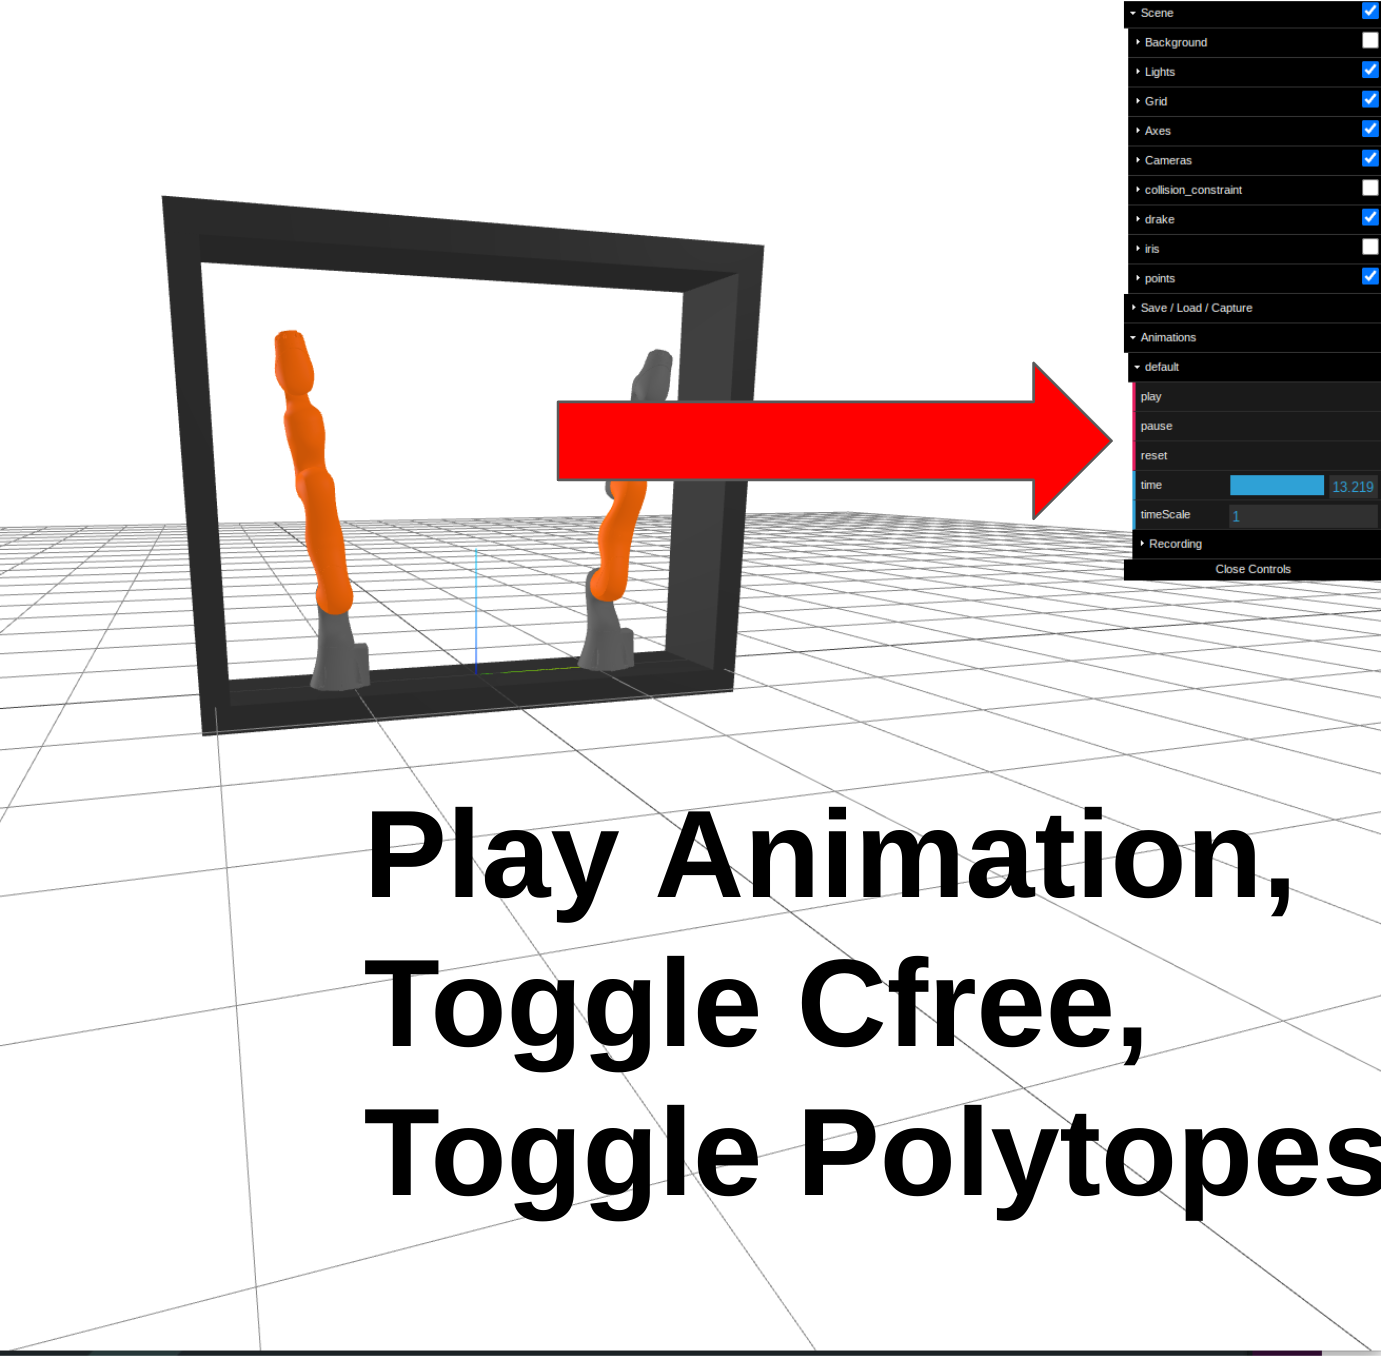 Scene
Background
Lights
Grid
Axes
Cameras
collision_constraint
drake
iris
points
Save / Load / Capture
Animations
default
play
pause
reset
time 13.219
timeScale 1
Recording
Close Controls
Play Animation,
Toggle Cfree,
Toggle Polytopes